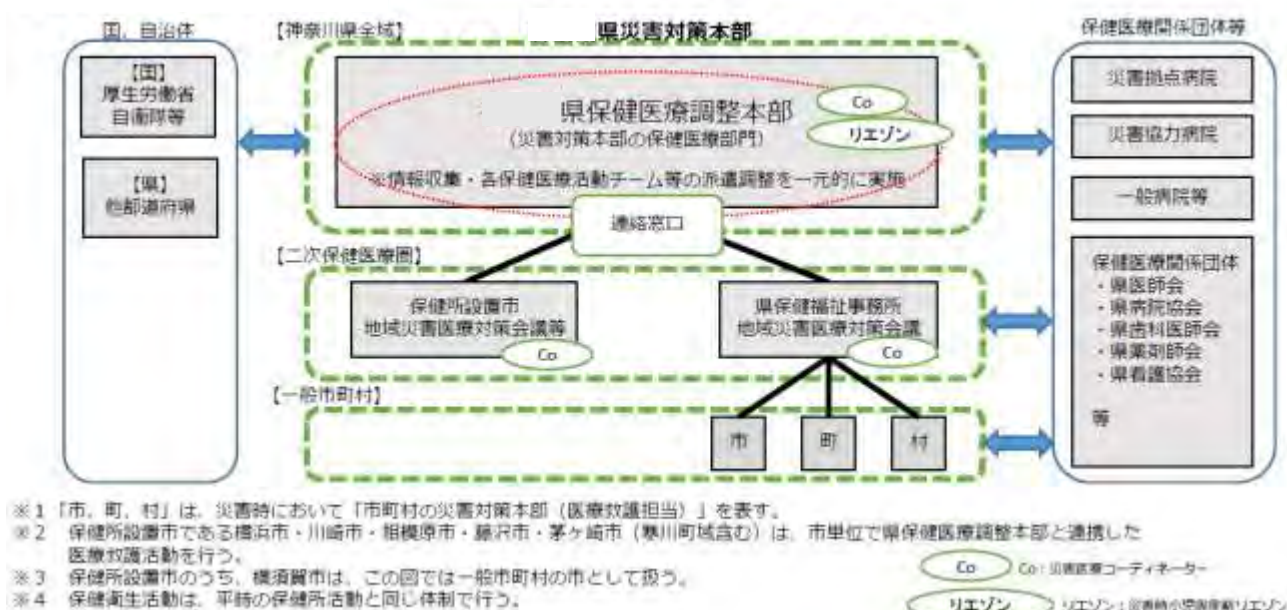 国、自治体
【神奈川県全域】
県災害対策本部
保健医療関係団体等
【国】
厚生労働省
自衛隊等
【県】
他都道府県
県保健医療調整本部
(災害対策本部の保健医療部門)
※情報収集・各保健医療活動チーム等の派遣調整を一元的に実施
Co
リエゾン
連絡窓口
災害拠点病院
災害協力病院
一般病院等
保健医療関係団体
・県医師会
・県病院協会
・県歯科医師会
・県薬剤師会
・県看護協会
等
【二次保健医療圏】
保健所設置市
地域災害医療対策会議等
Co
県保健福祉事務所
地域災害医療対策会議
Co
【一般市町村】
市
町
村
※1「市、町、村」は、災害時において「市町村の災害対策本部（医療救護担当）」を表す。
※2 保健所設置市である横浜市・川崎市・相模原市・藤沢市・茅ヶ崎市（寒川町域含む）は、市単位で県保健医療調整本部と連携した
医療救護活動を行う。
※3 保健所設置市のうち、横須賀市は、この図では一般市町村の市として扱う。
※4 保健衛生活動は、平時の保健所活動と同じ体制で行う。
Co Co：災害医療コーディネーター
リエゾン リエゾン：災害時小児周産期リエゾン